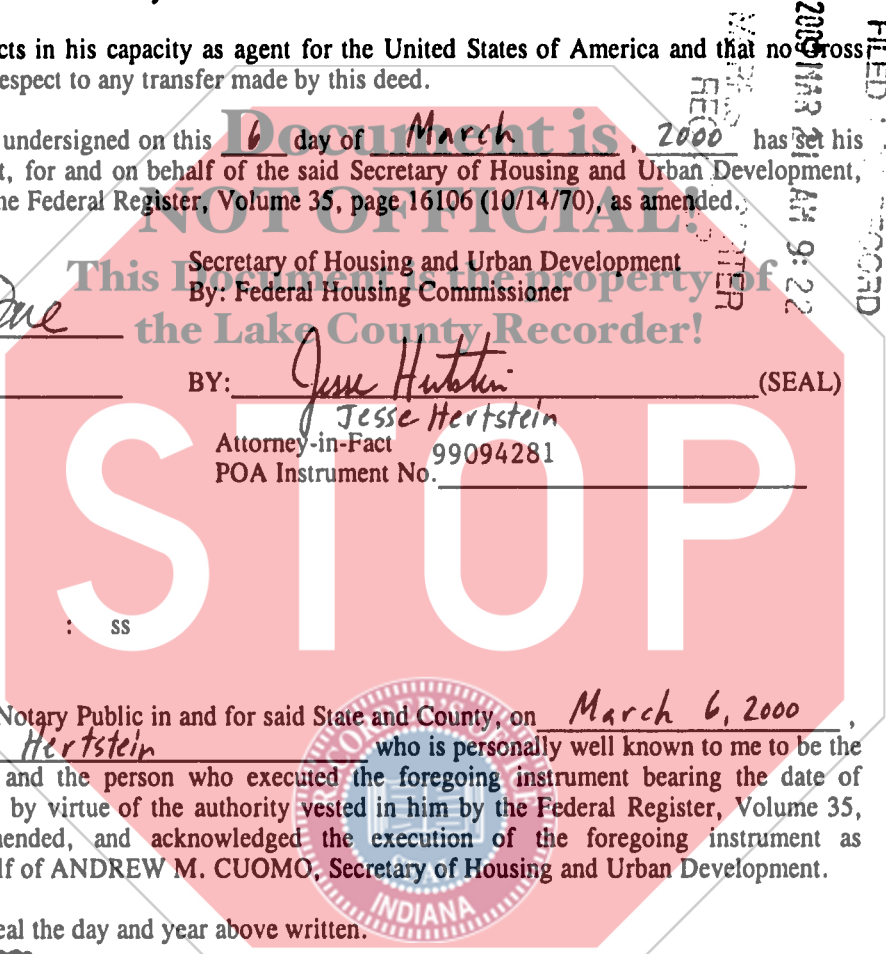 cts in his capacity as agent for the United States of America and that no Gross
espect to any transfer made by this deed.
Document is
undersigned on this 6 day of March, 2000 has set his
t, for and on behalf of the said Secretary of Housing and Urban Development,
he Federal Register, Volume 35, page 16106 (10/14/70), as amended.
NOT OFFICIAL!
Secretary of Housing and Urban Development
This Document is the property of
By: Federal Housing Commissioner
the Lake County Recorder!
BY: Jesse Hertstein (SEAL)
Jesse Hertstein
Attorney-in-Fact 99094281
POA Instrument No.
STOP
: ss
Notary Public in and for said State and County, on March 6, 2000,
Hertstein who is personally well known to me to be the
and the person who executed the foregoing instrument bearing the date of
by virtue of the authority vested in him by the Federal Register, Volume 35,
ended, and acknowledged the execution of the foregoing instrument as
lf of ANDREW M. CUOMO, Secretary of Housing and Urban Development.
INDIANA
eal the day and year above written.
FILED
2000 MAR 21 AM 9:22